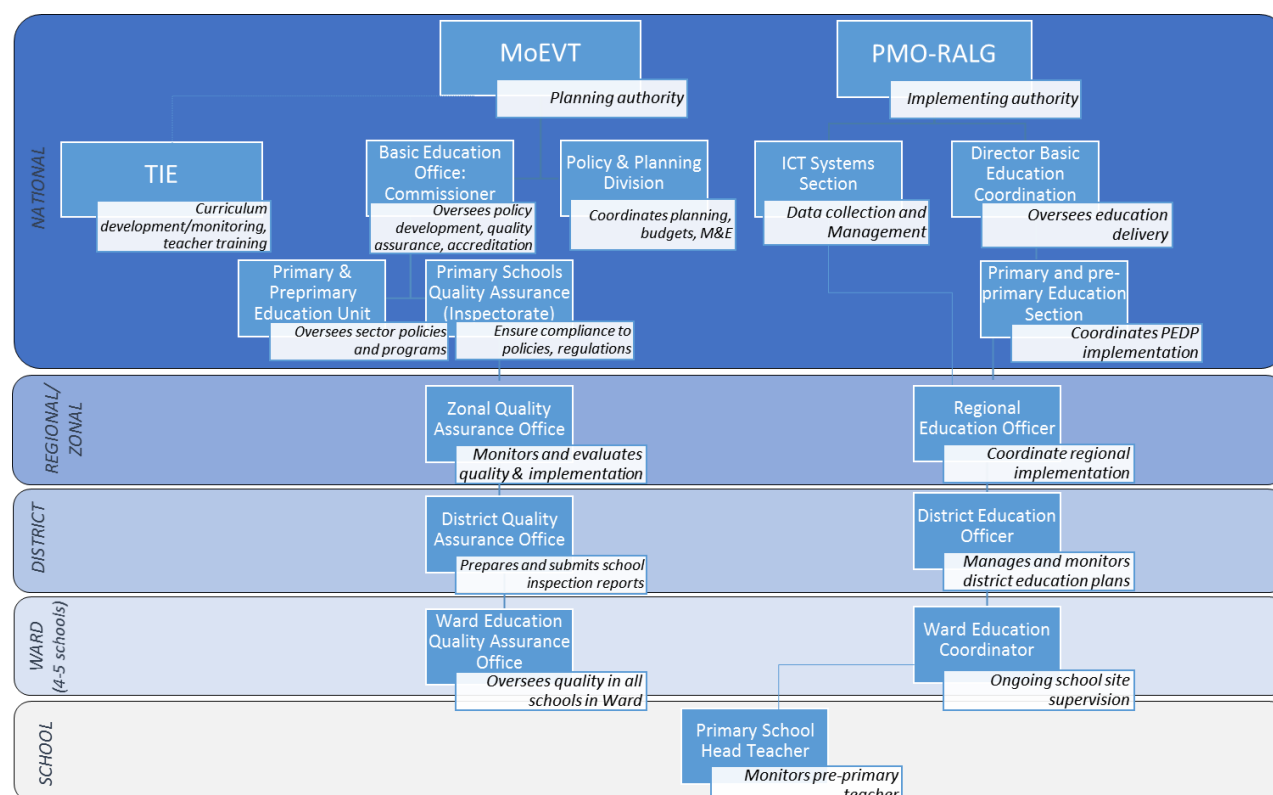 MoEVT
Planning authority
PMO-RALG
Implementing authority
NATIONAL
TIE
Curriculum
development/monitoring,
teacher training
Basic Education
Office:
Commissioner
Oversees policy
development, quality
assurance, accreditation
Policy & Planning
Division
Coordinates planning,
budgets, M&E
ICT Systems
Section
Data collection and
Management
Director Basic
Education
Coordination
Oversees education
delivery
Primary &
Preprimary
Education Unit
Oversees sector policies
and programs
Primary Schools
Quality Assurance
(Inspectorate)
Ensure compliance to
policies, regulations
Primary and pre-
primary Education
Section
Coordinates PEDP
implementation
REGIONAL/
ZONAL
Zonal Quality
Assurance Office
Monitors and evaluates
quality & implementation
Regional
Education Officer
Coordinate regional
implementation
DISTRICT
District Quality
Assurance Office
Prepares and submits school
inspection reports
District Education
Officer
Manages and monitors
district education plans
WARD
(4-5 schools)
Ward Education
Quality Assurance
Office
Oversees quality in all
schools in Ward
Ward Education
Coordinator
Ongoing school site
supervision
SCHOOL
Primary School
Head Teacher
Monitors pre-primary
teacher